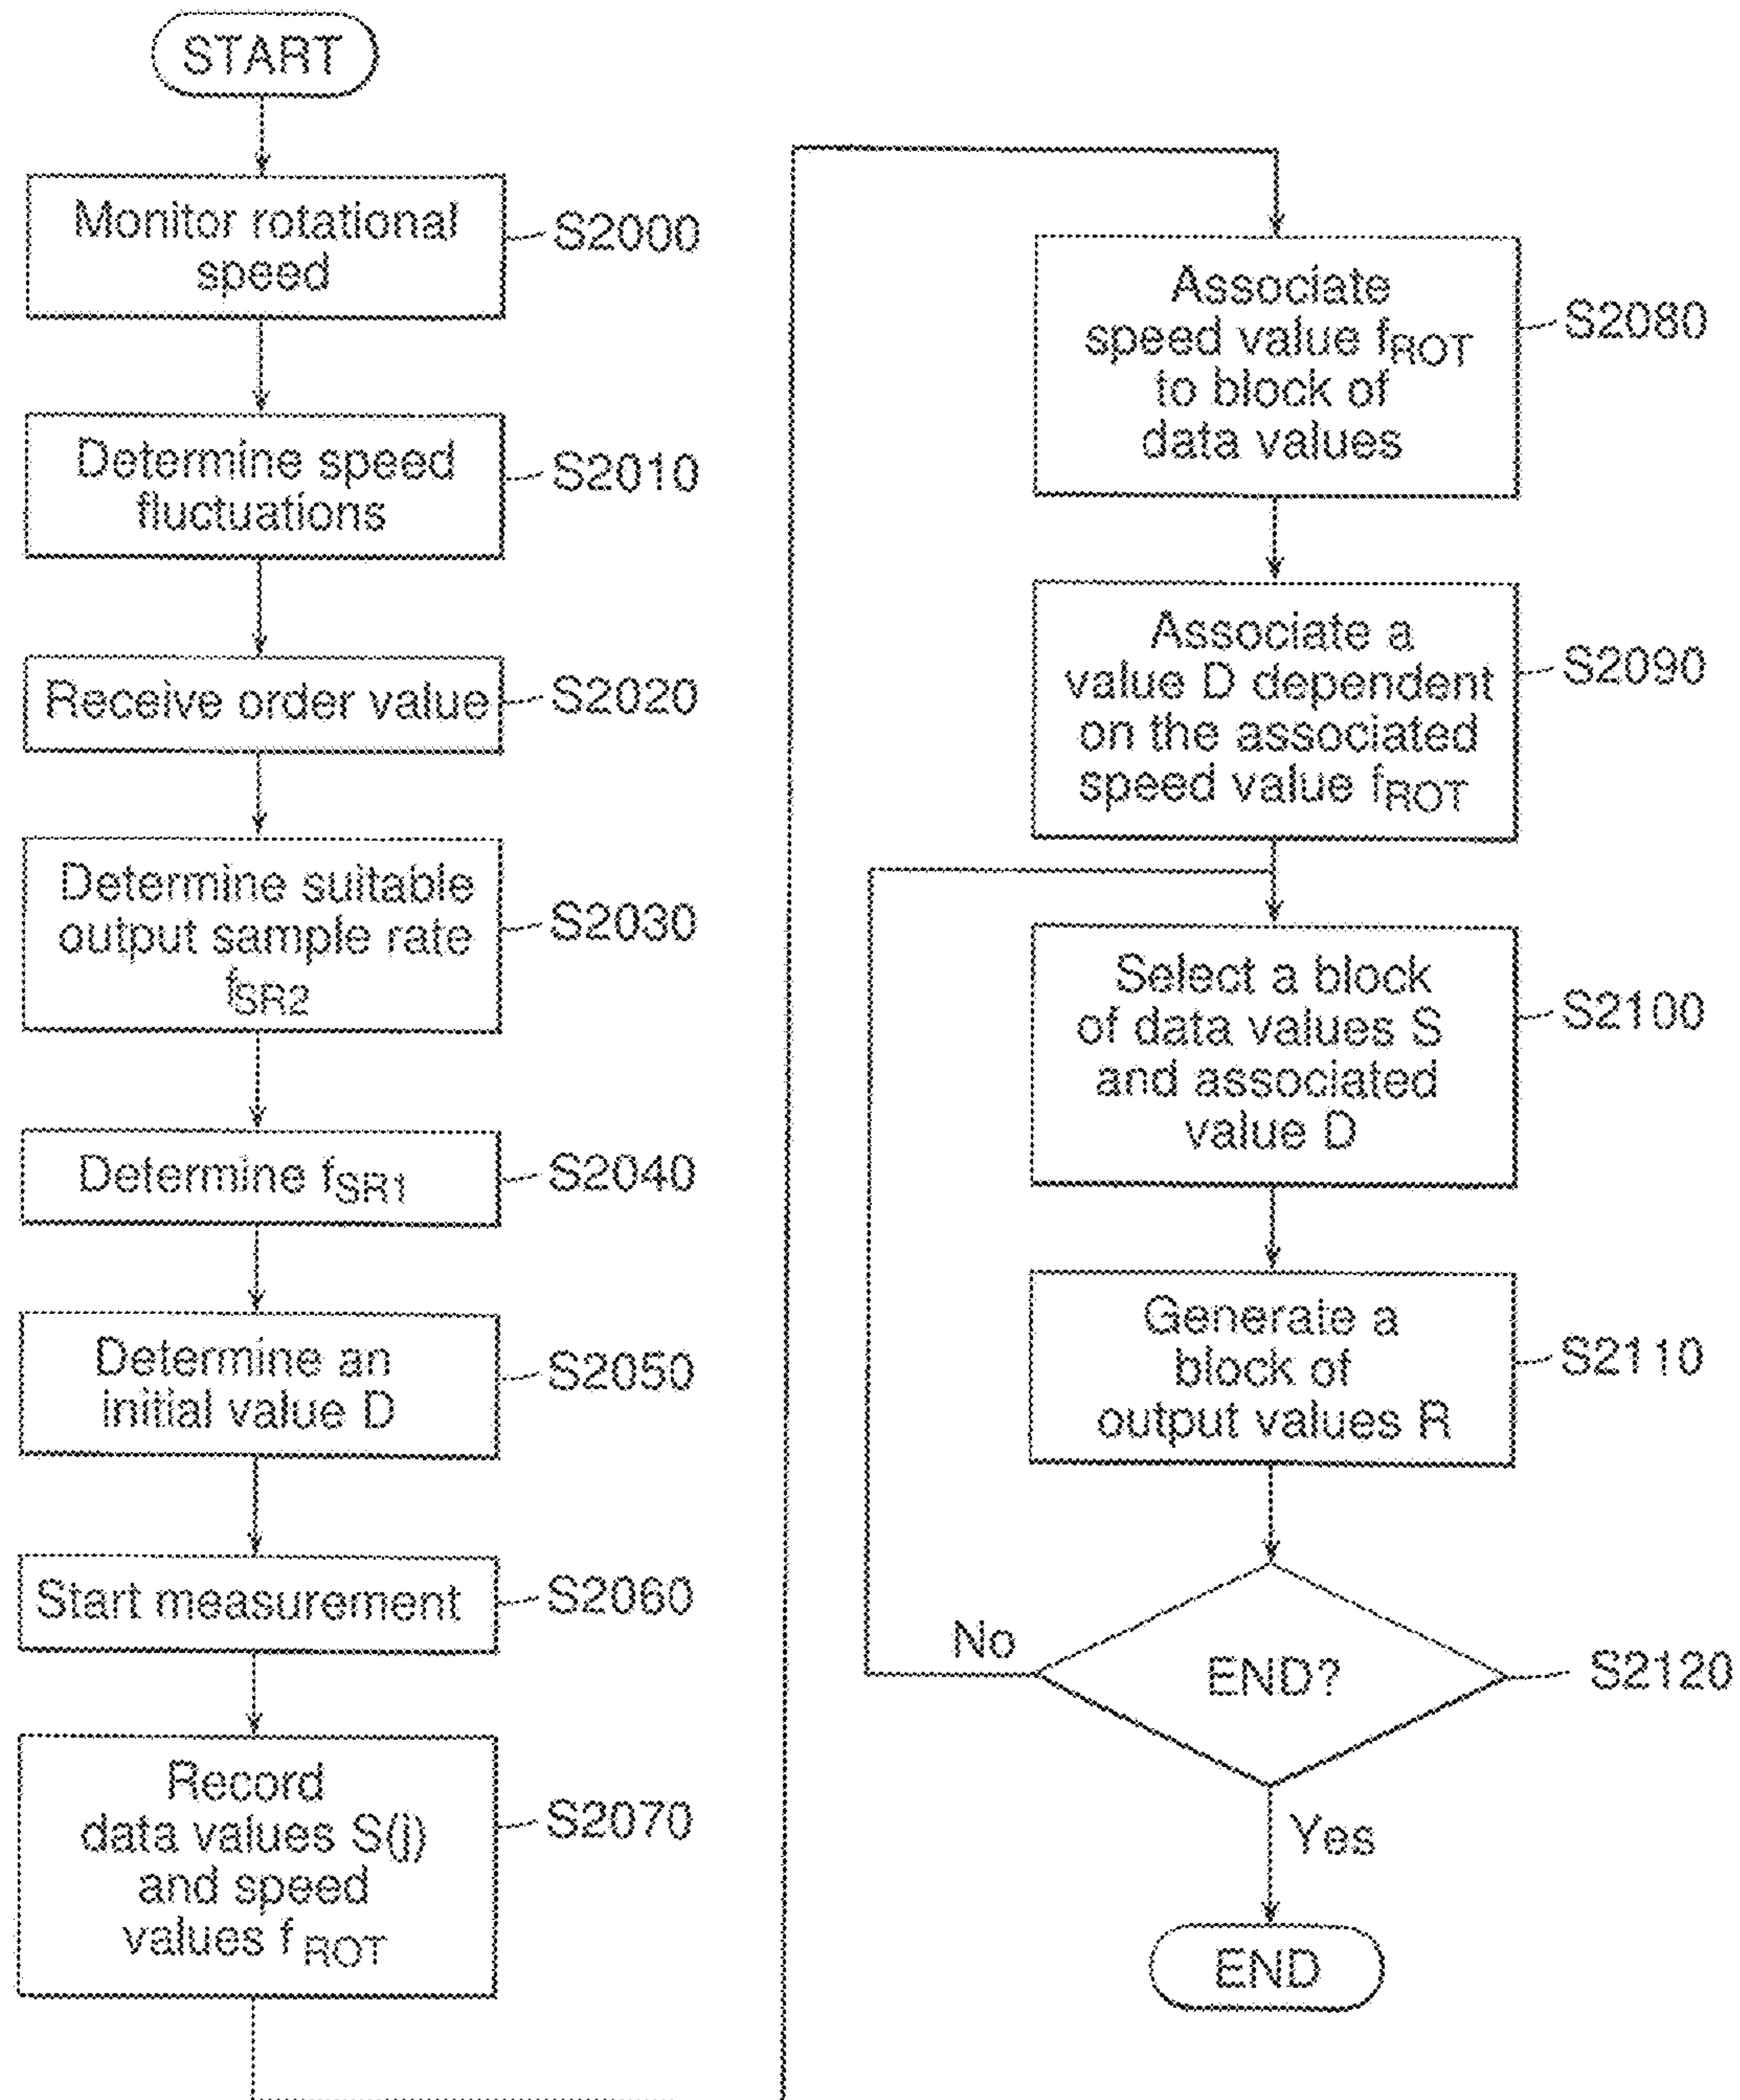 START
Monitor rotational
speed
S2000
Determine speed
fluctuations
S2010
Receive order value
S2020
Determine suitable
output sample rate
fSR2
S2030
Determine fSR1
S2040
Determine an
initial value D
S2050
Start measurement
S2060
Record
data values S(j)
and speed
values f ROT
S2070
Associate
speed value fROT
to block of
data values
S2080
Associate a
value D dependent
on the associated
speed value fROT
S2090
Select a block
of data values S
and associated
value D
S2100
Generate a
block of
output values R
S2110
No
END?
S2120
Yes
END